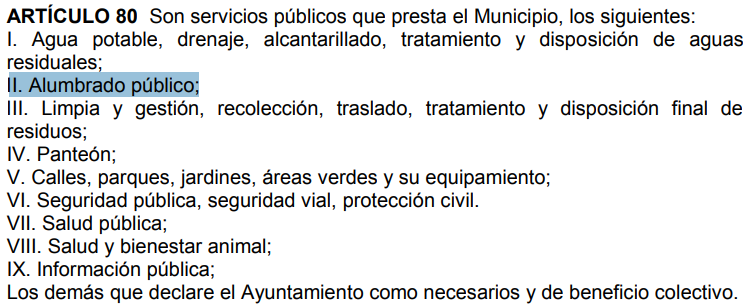 ARTÍCULO 80 Son servicios públicos que presta el Municipio, los siguientes:
I. Agua potable, drenaje, alcantarillado, tratamiento y disposición de aguas
residuales;
II. Alumbrado público;
III. Limpia y gestión, recolección, traslado, tratamiento y disposición final de
residuos;
IV. Panteón;
V. Calles, parques, jardines, áreas verdes y su equipamiento;
VI. Seguridad pública, seguridad vial, protección civil.
VII. Salud pública;
VIII. Salud y bienestar animal;
IX. Información pública;
Los demás que declare el Ayuntamiento como necesarios y de beneficio colectivo.